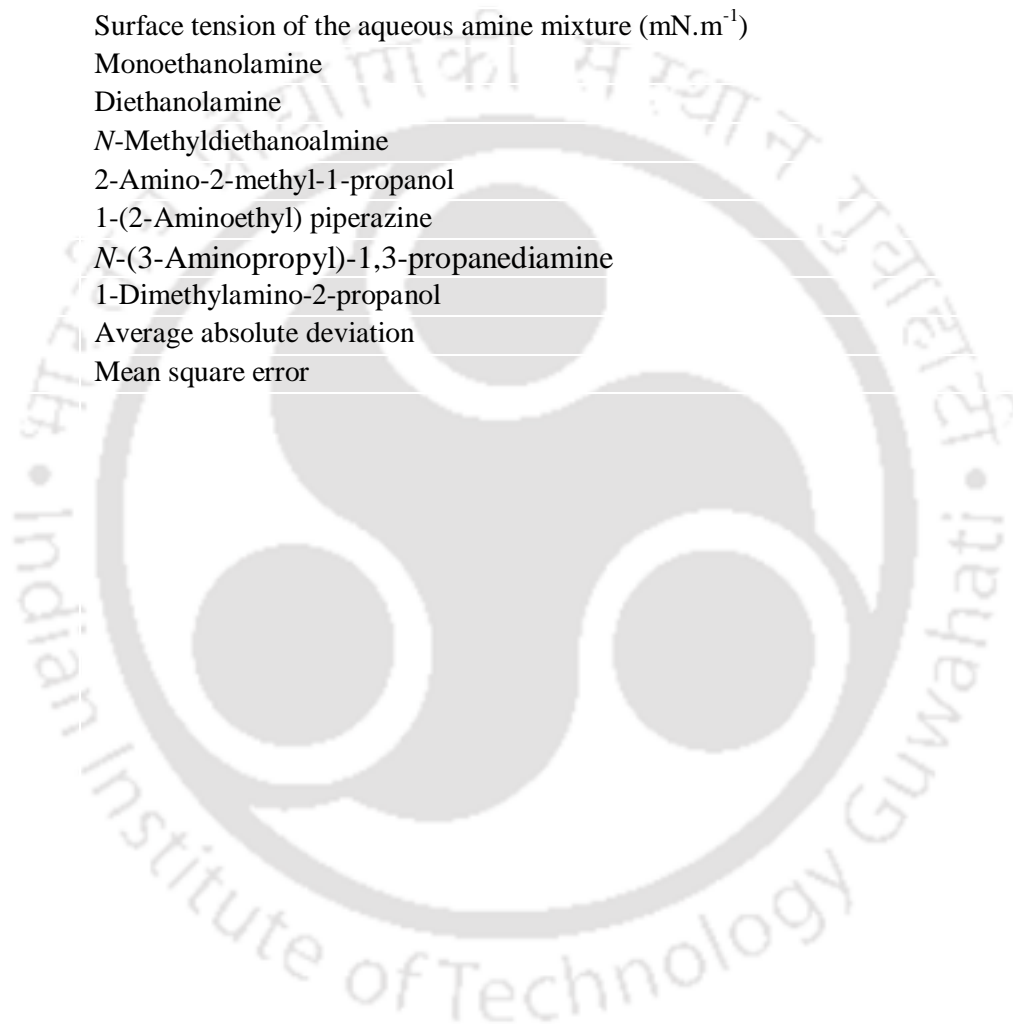 Surface tension of the aqueous amine mixture (mN.m-1)
Monoethanolamine
Diethanolamine
N-Methyldiethanoalmine
2-Amino-2-methyl-1-propanol
1-(2-Aminoethyl) piperazine
N-(3-Aminopropyl)-1,3-propanediamine
1-Dimethylamino-2-propanol
Average absolute deviation
Mean square error
Indian Institute of Technology Guwahati